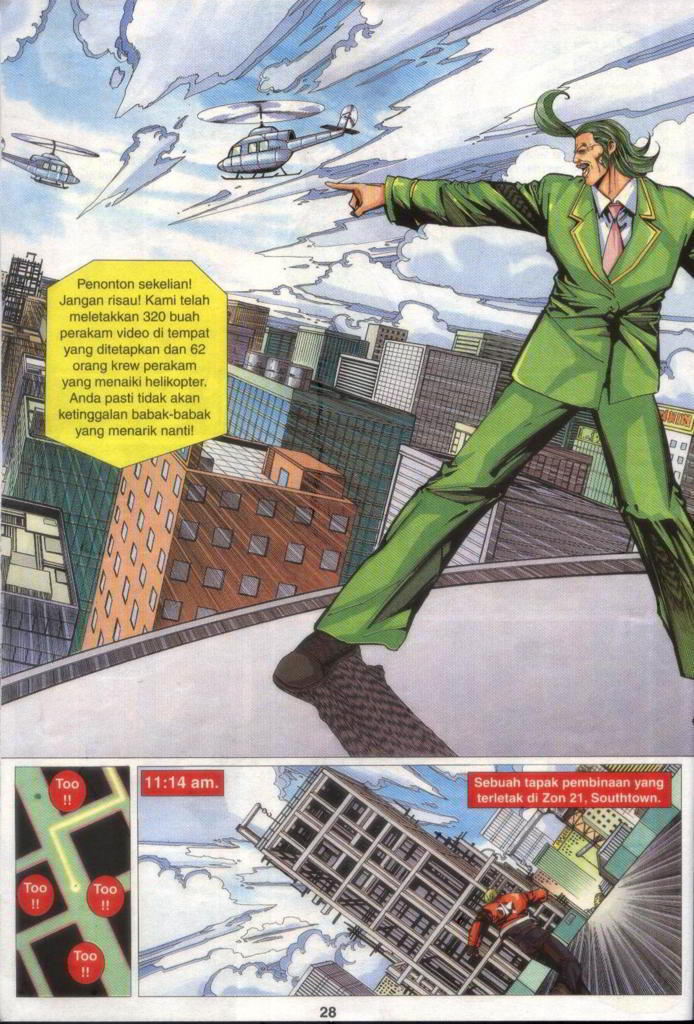 Penonton sekelian!
Jangan risau! Kami telah
meletakkan 320 buah
perakam video di tempat
yang ditetapkan dan 62
orang krew perakam
yang menaiki helikopter.
Anda pasti tidak akan
ketinggalan babak-babak
yang menarik nanti!
Too
!!
Too
!!
Too
!!
Too
!!
11:14 am.
Sebuah tapak pembinaan yang
terletak di Zon 21, Southtown.
28